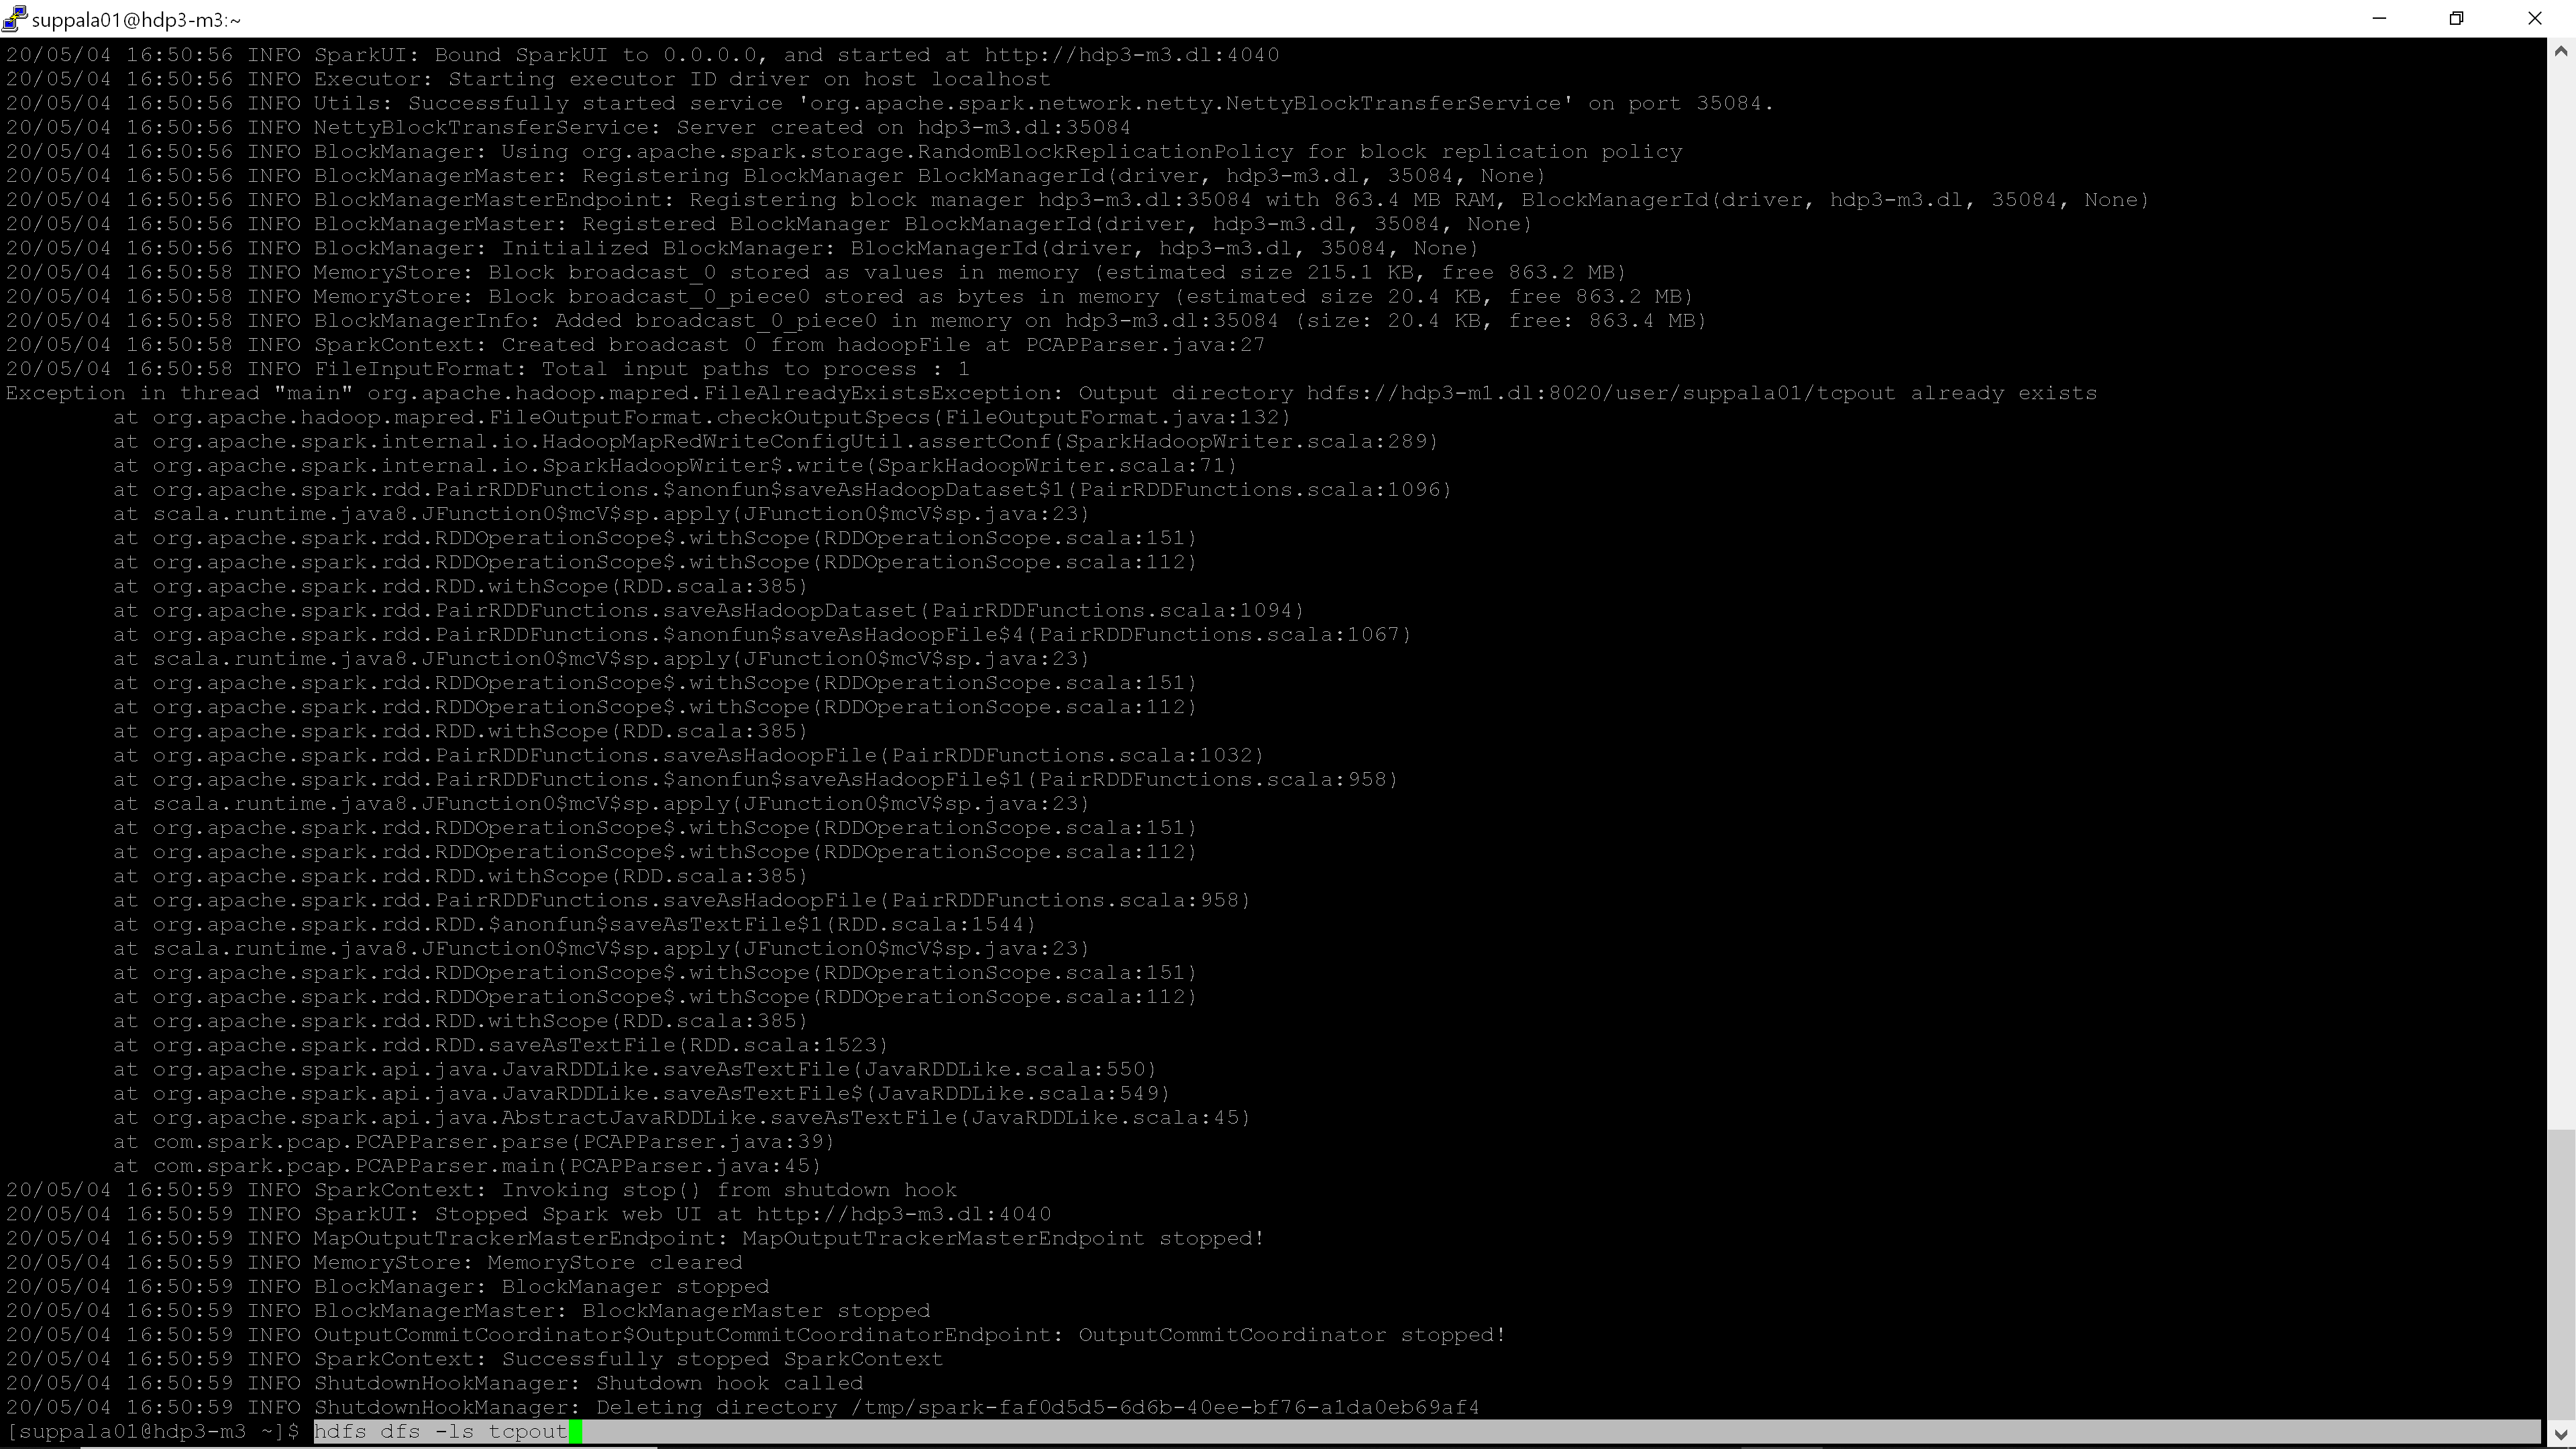 suppala01@hdp3-m3:~
20/05/04 16:50:56 INFO SparkUI: Bound SparkUI to 0.0.0.0, and started at http://hdp3-m3.dl:4040
20/05/04 16:50:56 INFO Executor: Starting executor ID driver on host localhost
20/05/04 16:50:56 INFO Utils: Successfully started service 'org.apache.spark.network.netty.NettyBlockTransferService' on port 35084.
20/05/04 16:50:56 INFO NettyBlockTransferService: Server created on hdp3-m3.dl:35084
20/05/04 16:50:56 INFO BlockManager: Using org.apache.spark.storage.RandomBlockReplicationPolicy for block replication policy
20/05/04 16:50:56 INFO BlockManagerMaster: Registering BlockManager BlockManagerId(driver, hdp3-m3.dl, 35084, None)
20/05/04 16:50:56 INFO BlockManagerMasterEndpoint: Registering block manager hdp3-m3.dl:35084 with 863.4 MB RAM, BlockManagerId(driver, hdp3-m3.dl, 35084, None)
20/05/04 16:50:56 INFO BlockManagerMaster: Registered BlockManager BlockManagerId(driver, hdp3-m3.dl, 35084, None)
20/05/04 16:50:56 INFO BlockManager: Initialized BlockManager: BlockManagerId(driver, hdp3-m3.dl, 35084, None)
20/05/04 16:50:58 INFO MemoryStore: Block broadcast_0 stored as values in memory (estimated size 215.1 KB, free 863.2 MB)
20/05/04 16:50:58 INFO MemoryStore: Block broadcast_0_piece0 stored as bytes in memory (estimated size 20.4 KB, free 863.2 MB)
20/05/04 16:50:58 INFO BlockManagerInfo: Added broadcast_0_piece0 in memory on hdp3-m3.dl:35084 (size: 20.4 KB, free: 863.4 MB)
20/05/04 16:50:58 INFO SparkContext: Created broadcast 0 from hadoopFile at PCAPParser.java:27
20/05/04 16:50:58 INFO FileInputFormat: Total input paths to process : 1
Exception in thread "main" org.apache.hadoop.mapred.FileAlreadyExistsException: Output directory hdfs://hdp3-m1.dl:8020/user/suppala01/tcpout already exists
at org.apache.hadoop.mapred.FileOutputFormat.checkOutputSpecs(FileOutputFormat.java:132)
at org.apache.spark.internal.io.HadoopMapRedWriteConfigUtil.assertConf(SparkHadoopWriter.scala:289)
at org.apache.spark.internal.io.SparkHadoopWriter$.write(SparkHadoopWriter.scala:71)
at org.apache.spark.rdd.PairRDDFunctions.$anonfun$saveAsHadoopDataset$1(PairRDDFunctions.scala:1096)
at scala.runtime.java8.JFunction0$mcV$sp.apply(JFunction0$mcV$sp.java:23)
at org.apache.spark.rdd.RDDOperationScope$.withScope(RDDOperationScope.scala:151)
at org.apache.spark.rdd.RDDOperationScope$.withScope(RDDOperationScope.scala:112)
at org.apache.spark.rdd.RDD.withScope(RDD.scala:385)
at org.apache.spark.rdd.PairRDDFunctions.saveAsHadoopDataset(PairRDDFunctions.scala:1094)
at org.apache.spark.rdd.PairRDDFunctions.$anonfun$saveAsHadoopFile$4(PairRDDFunctions.scala:1067)
at scala.runtime.java8.JFunction0$mcV$sp.apply(JFunction0$mcV$sp.java:23)
at org.apache.spark.rdd.RDDOperationScope$.withScope(RDDOperationScope.scala:151)
at org.apache.spark.rdd.RDDOperationScope$.withScope(RDDOperationScope.scala:112)
at org.apache.spark.rdd.RDD.withScope(RDD.scala:385)
at org.apache.spark.rdd.PairRDDFunctions.saveAsHadoopFile(PairRDDFunctions.scala:1032)
at org.apache.spark.rdd.PairRDDFunctions.$anonfun$saveAsHadoopFile$1(PairRDDFunctions.scala:958)
at scala.runtime.java8.JFunction0$mcV$sp.apply(JFunction0$mcV$sp.java:23)
at org.apache.spark.rdd.RDDOperationScope$.withScope(RDDOperationScope.scala:151)
at org.apache.spark.rdd.RDDOperationScope$.withScope(RDDOperationScope.scala:112)
at org.apache.spark.rdd.RDD.withScope(RDD.scala:385)
at org.apache.spark.rdd.PairRDDFunctions.saveAsHadoopFile(PairRDDFunctions.scala:958)
at org.apache.spark.rdd.RDD.$anonfun$saveAsTextFile$1(RDD.scala:1544)
at scala.runtime.java8.JFunction0$mcV$sp.apply(JFunction0$mcV$sp.java:23)
at org.apache.spark.rdd.RDDOperationScope$.withScope(RDDOperationScope.scala:151)
at org.apache.spark.rdd.RDDOperationScope$.withScope(RDDOperationScope.scala:112)
at org.apache.spark.rdd.RDD.withScope(RDD.scala:385)
at org.apache.spark.rdd.RDD.saveAsTextFile(RDD.scala:1523)
at org.apache.spark.api.java.JavaRDDLike.saveAsTextFile(JavaRDDLike.scala:550)
at org.apache.spark.api.java.JavaRDDLike.saveAsTextFile$(JavaRDDLike.scala:549)
at org.apache.spark.api.java.AbstractJavaRDDLike.saveAsTextFile(JavaRDDLike.scala:45)
at com.spark.pcap.PCAPParser.parse(PCAPParser.java:39)
at com.spark.pcap.PCAPParser.main(PCAPParser.java:45)
20/05/04 16:50:59 INFO SparkContext: Invoking stop() from shutdown hook
20/05/04 16:50:59 INFO SparkUI: Stopped Spark web UI at http://hdp3-m3.dl:4040
20/05/04 16:50:59 INFO MapOutputTrackerMasterEndpoint: MapOutputTrackerMasterEndpoint stopped!
20/05/04 16:50:59 INFO MemoryStore: MemoryStore cleared
20/05/04 16:50:59 INFO BlockManager: BlockManager stopped
20/05/04 16:50:59 INFO BlockManagerMaster: BlockManagerMaster stopped
20/05/04 16:50:59 INFO OutputCommitCoordinator$OutputCommitCoordinatorEndpoint: OutputCommitCoordinator stopped!
20/05/04 16:50:59 INFO SparkContext: Successfully stopped SparkContext
20/05/04 16:50:59 INFO ShutdownHookManager: Shutdown hook called
20/05/04 16:50:59 INFO ShutdownHookManager: Deleting directory /tmp/spark-faf0d5d5-6d6b-40ee-bf76-a1da0eb69af4
[suppala01@hdp3-m3 ~]$ hdfs dfs -ls tcpout